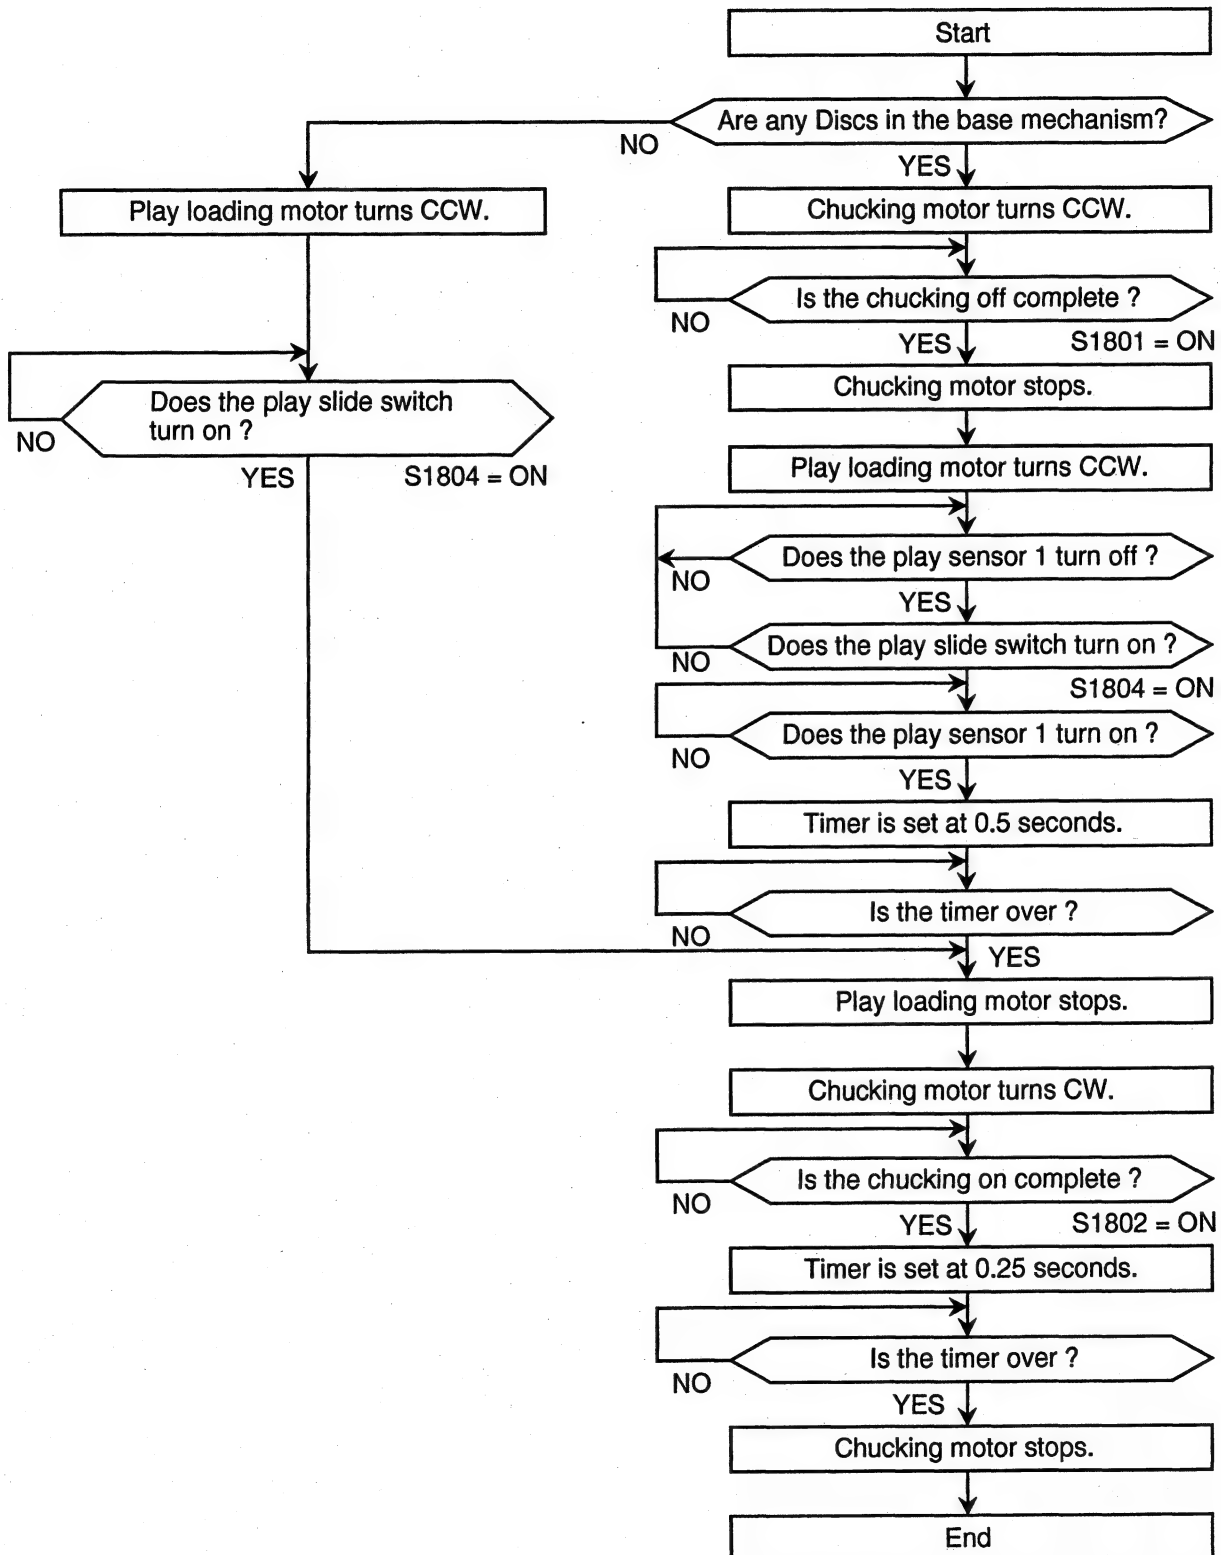 Start
Are any Discs in the base mechanism?
NO
YES
Play loading motor turns CCW.
Chucking motor turns CCW.
Is the chucking off complete ?
NO
YES
S1801 = ON
Chucking motor stops.
Does the play slide switch
turn on ?
NO
YES
S1804 = ON
Play loading motor turns CCW.
Does the play sensor 1 turn off ?
NO
YES
Does the play slide switch turn on ?
NO
S1804 = ON
Does the play sensor 1 turn on ?
NO
YES
Timer is set at 0.5 seconds.
Is the timer over ?
NO
YES
Play loading motor stops.
Chucking motor turns CW.
Is the chucking on complete ?
NO
YES
S1802 = ON
Timer is set at 0.25 seconds.
Is the timer over ?
NO
YES
Chucking motor stops.
End